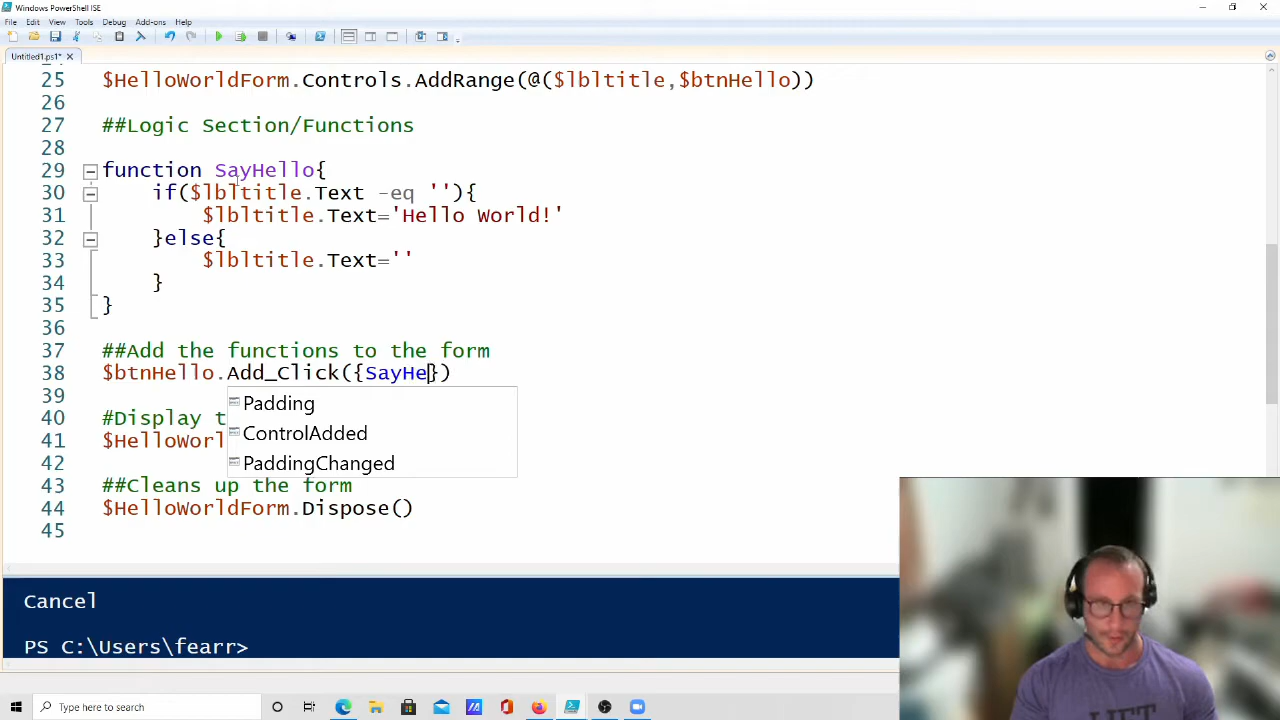 Windows PowerShell ISE
File Edit View Tools Debug Add-ons Help
Untitled1.ps1* X
25 $HelloWorldForm.Controls.AddRange(@($lbltitle,$btnHello))
26
27 ##Logic Section/Functions
28
29 function SayHello{
30 if($lbltitle.Text -eq ''){
31 $lbltitle.Text='Hello World!'
32 }else{
33 $lbltitle.Text=''
34 }
35 }
36
37 ##Add the functions to the form
38 $btnHello.Add_Click({SayHe})
39
Padding
40 #Display t
ControlAdded
41 $HelloWorl
42
PaddingChanged
43 ##Cleans up the form
44 $HelloWorldForm.Dispose()
45
Cancel
PS C:\Users\fearr>
Type here to search